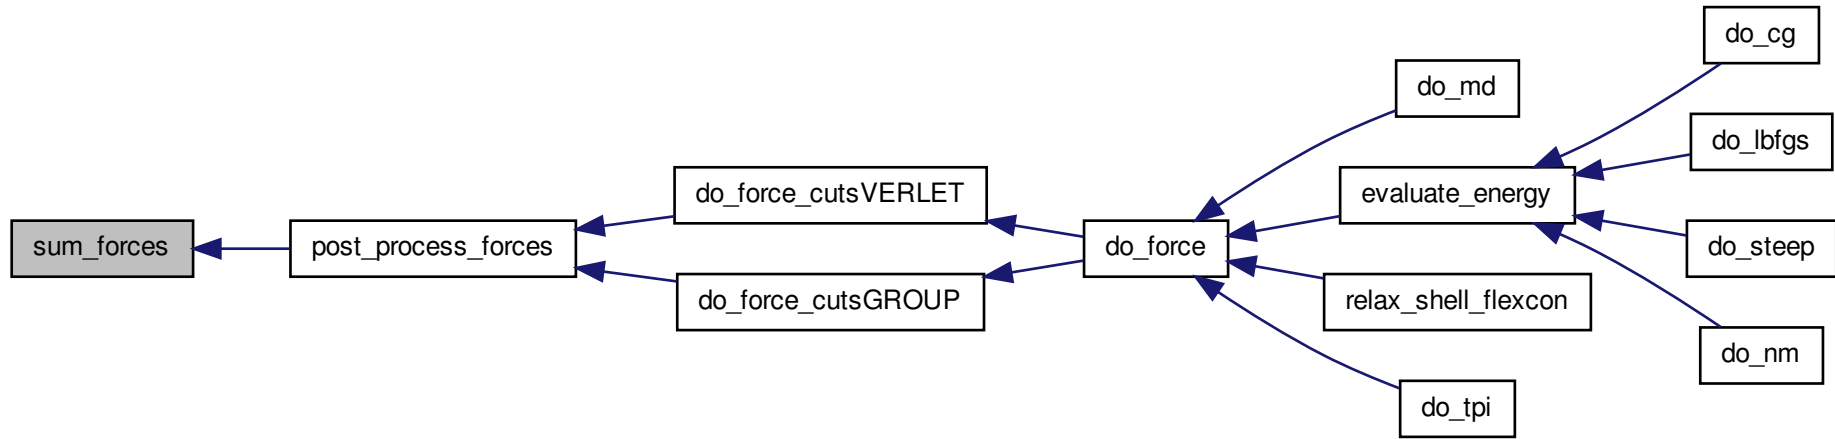 sum_forces
post_process_forces
do_force_cutsVERLET
do_force_cutsGROUP
do_force
do_md
evaluate_energy
relax_shell_flexcon
do_tpi
do_cg
do_lbfgs
do_steep
do_nm